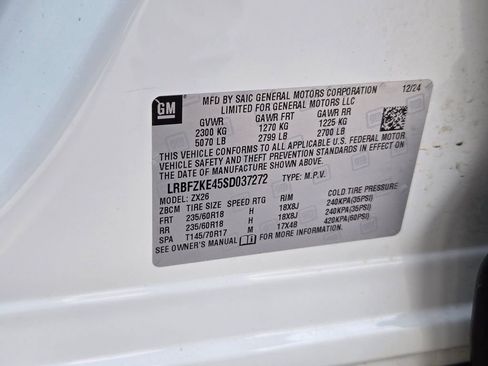 GM
MFD BY SAIC GENERAL MOTORS CORPORATION 12/24
LIMITED FOR GENERAL MOTORS LLC
GVWR GAWR FRT GAWR RR
2300 KG 1270 KG 1225 KG
5070 LB 2799 LB 2700 LB
THIS VEHICLE CONFORMS TO ALL APPLICABLE U.S. FEDERAL MOTOR
VEHICLE SAFETY AND THEFT PREVENTION STANDARDS IN EFFECT ON
THE DATE OF MANUFACTURE SHOWN ABOVE.
LRBFZKE45SD037272 TYPE: M.P.V.
MODEL: ZX26
ZBCM TIRE SIZE SPEED RTG RIM COLD TIRE PRESSURE
FRT 235/60R18 H 18X8J 240KPA(35PSI)
RR 235/60R18 H 18X8J 240KPA(35PSI)
SPA T145/70R17 M 17X4B 420KPA(60PSI)
SEE OWNER'S MANUAL FOR MORE INFORMATION